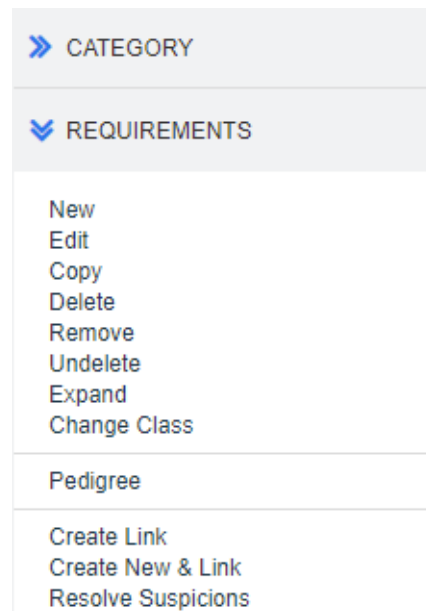 CATEGORY
REQUIREMENTS
New
Edit
Copy
Delete
Remove
Undelete
Expand
Change Class
Pedigree
Create Link
Create New & Link
Resolve Suspicions